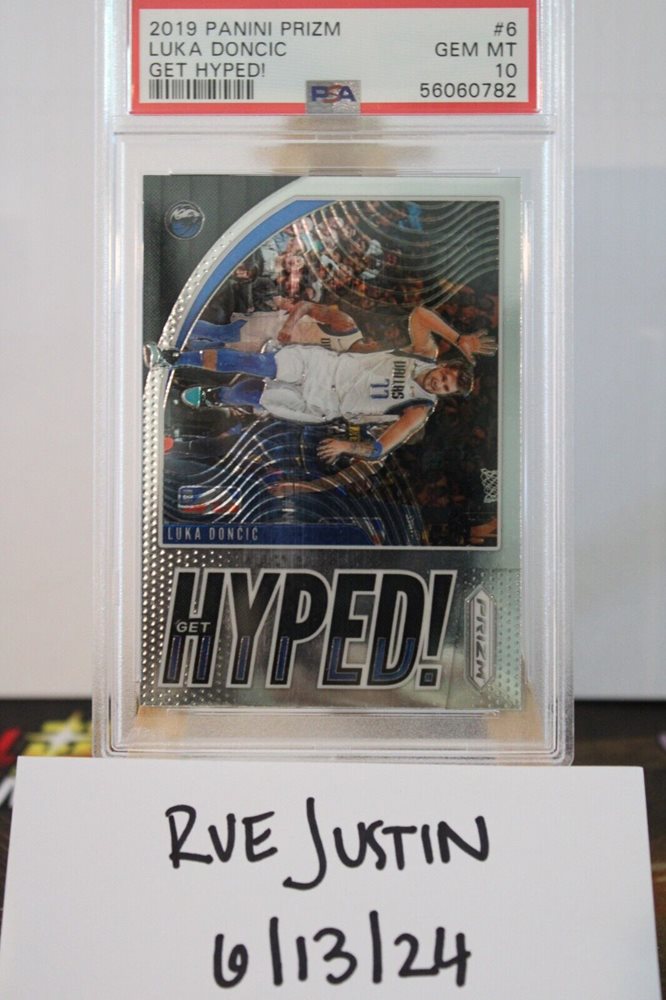 2019 PANINI PRIZM #6
LUKA DONCIC GEM MT
GET HYPED! 10
PSA 56060782
DALLAS
77
LUKA DONČIĆ
GET
HYPED!
PRIZM
RVE JUSTIN
6/13/24